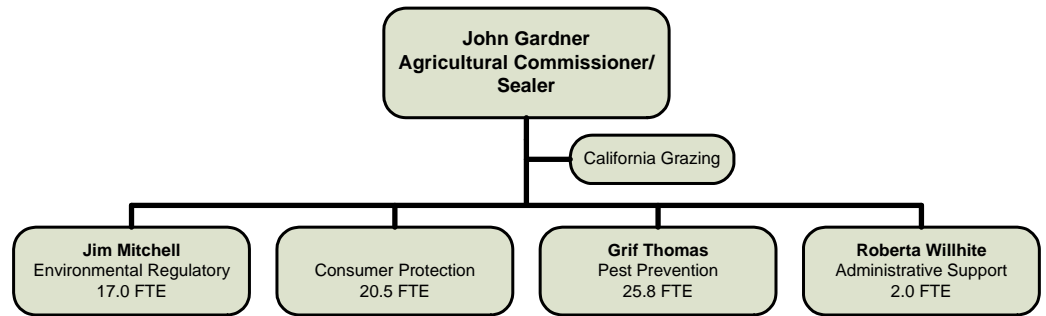 John Gardner
Agricultural Commissioner/
Sealer
California Grazing
Jim Mitchell
Environmental Regulatory
17.0 FTE
Consumer Protection
20.5 FTE
Grif Thomas
Pest Prevention
25.8 FTE
Roberta Willhite
Administrative Support
2.0 FTE